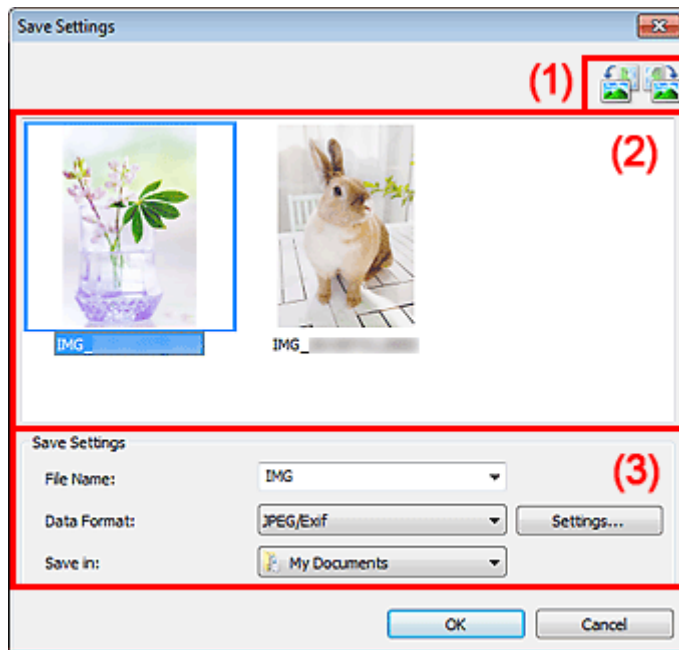 Save Settings
(1)
(2)
IMG_
IMG_
Save Settings
(3)
File Name: IMG
Data Format: JPEG/Exif Settings...
Save in: My Documents
OK Cancel